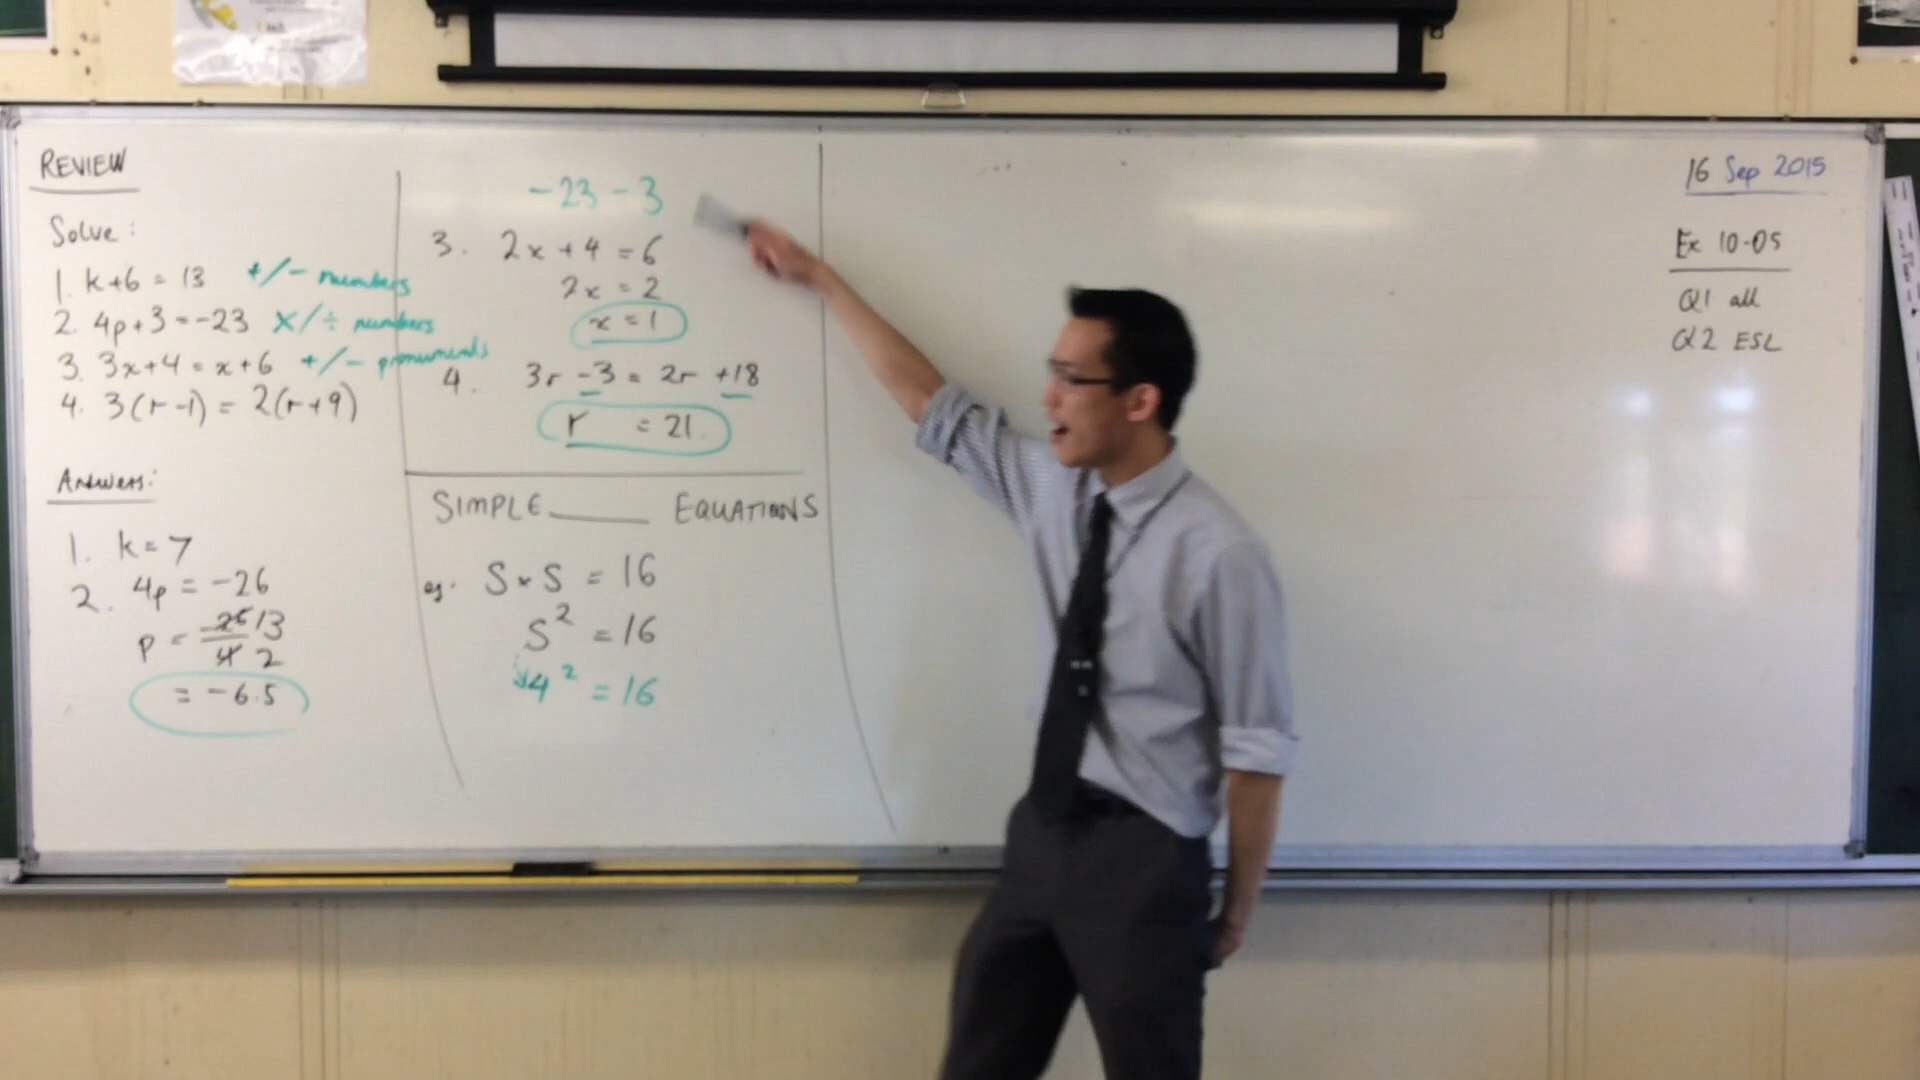 REVIEW
Solve:
1. k+6 = 13 +/- numbers
2. 4p+3 = -23 ×/÷ numbers
3. 3x+4 = x+6 +/- pronumerals
4. 3(r-1) = 2(r+9)
Answers:
1. k = 7
2. 4p = -26
p = -26/4 13/2
= -6.5
-23 - 3
3. 2x + 4 = 6
2x = 2
x = 1
4. 3r - 3 = 2r + 18
r = 21
SIMPLE ____ EQUATIONS
eg. S × S = 16
S² = 16
4² = 16
16 Sep 2015
Ex 10-05
Q1 all
Q2 ESL